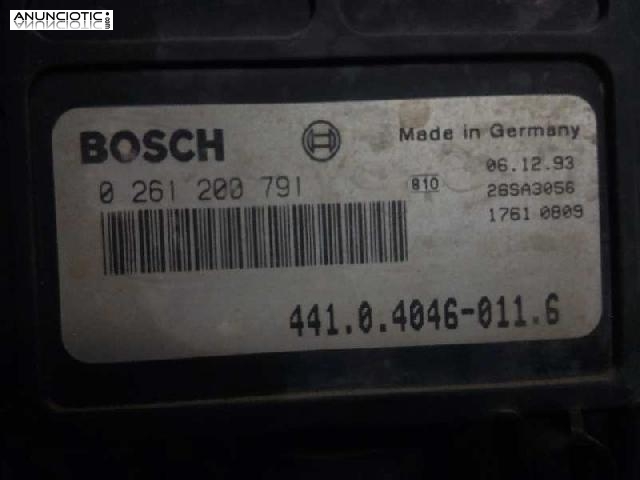 ANUNCIOTIC.com
BOSCH
Made in Germany
0 261 200 791
810
06.12.93
26SA3056
1761 0809
441.0.4046-011.6